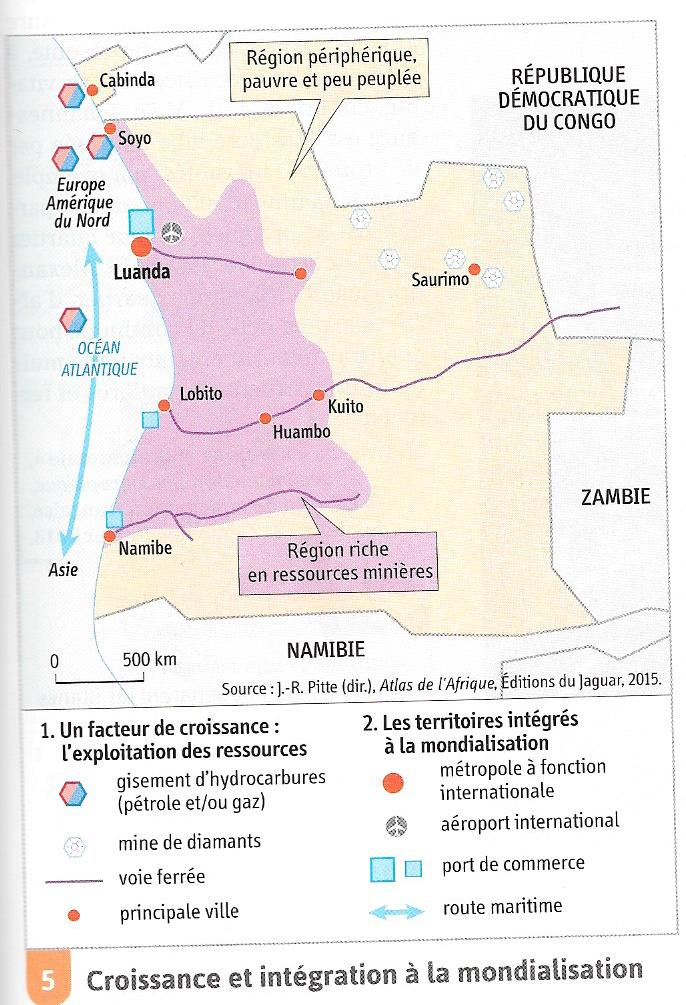 Région périphérique,
pauvre et peu peuplée
RÉPUBLIQUE
DÉMOCRATIQUE
DU CONGO
Cabinda
Soyo
Europe
Amérique
du Nord
Luanda
Saurimo
OCÉAN
ATLANTIQUE
Lobito
Kuito
Huambo
ZAMBIE
Namibe
Région riche
en ressources minières
Asie
NAMIBIE
0 500 km
Source : J.-R. Pitte (dir.), Atlas de l'Afrique, Éditions du Jaguar, 2015.
1. Un facteur de croissance :
l'exploitation des ressources
gisement d'hydrocarbures
(pétrole et/ou gaz)
mine de diamants
voie ferrée
principale ville
2. Les territoires intégrés
à la mondialisation
métropole à fonction
internationale
aéroport international
port de commerce
route maritime
5 Croissance et intégration à la mondialisation